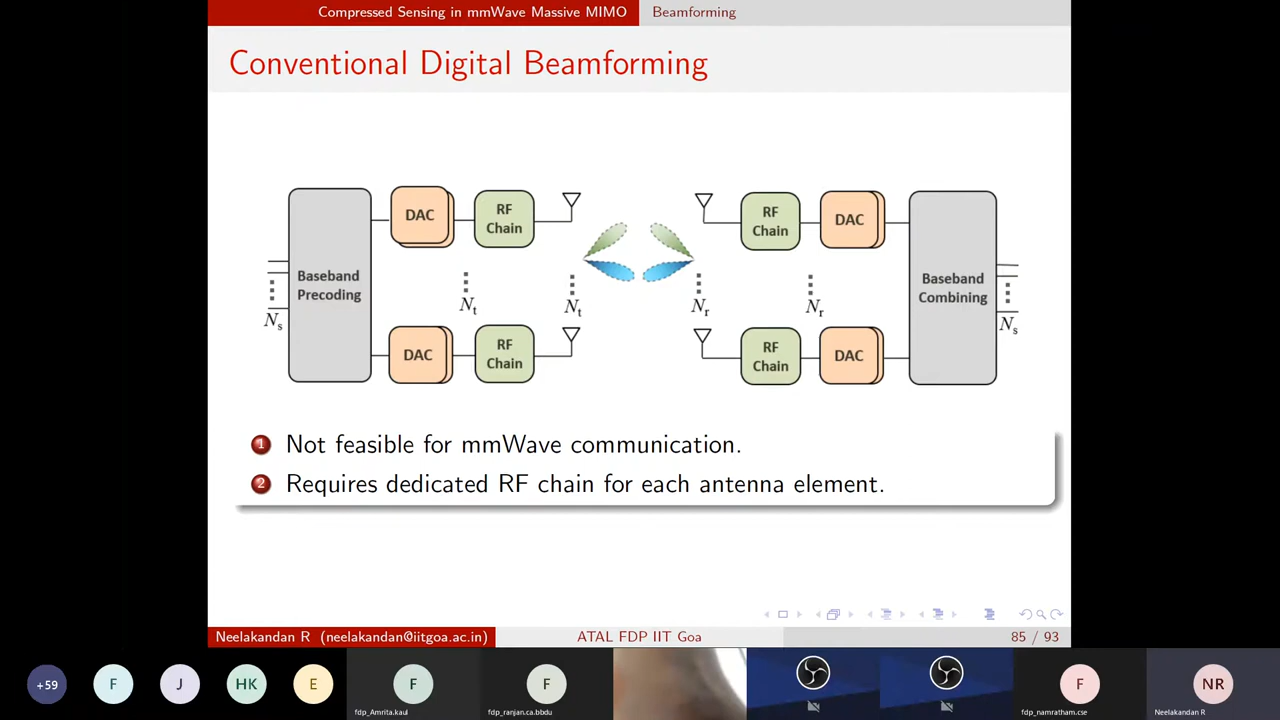 Compressed Sensing in mmWave Massive MIMO Beamforming
Conventional Digital Beamforming
DAC RF Chain
RF Chain DAC
Baseband Precoding
Baseband Combining
Ns Nt Nt Nr Nr Ns
DAC RF Chain
RF Chain DAC
1 Not feasible for mmWave communication.
2 Requires dedicated RF chain for each antenna element.
Neelakandan R (neelakandan@iitgoa.ac.in) ATAL FDP IIT Goa 85 / 93
+59 F J HK E F F F NR
fdp_Amrita.kaul fdp_ranjan.ca.bbdu fdp_namratham.cse Neelakandan R